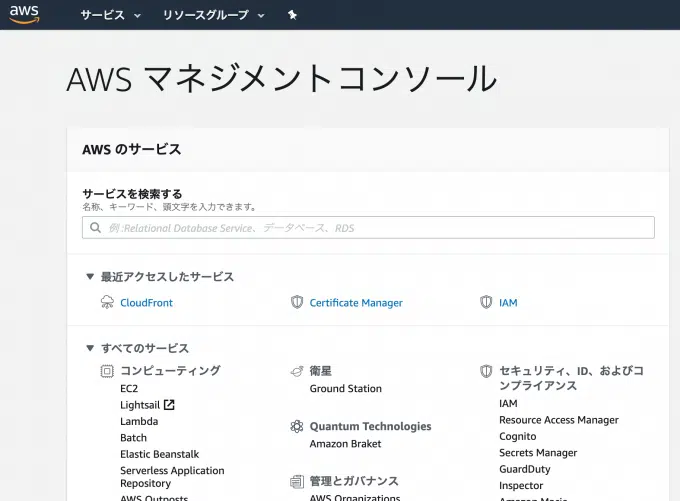 aws
サービス
リソースグループ
AWS マネジメントコンソール
AWS のサービス
サービスを検索する
名称、キーワード、頭文字を入力できます。
例:Relational Database Service、データベース、RDS
最近アクセスしたサービス
CloudFront
Certificate Manager
IAM
すべてのサービス
コンピューティング
EC2
Lightsail
Lambda
Batch
Elastic Beanstalk
Serverless Application
Repository
AWS Outposts
衛星
Ground Station
Quantum Technologies
Amazon Braket
管理とガバナンス
AWS Organizations
セキュリティ、ID、およびコ
ンプライアンス
IAM
Resource Access Manager
Cognito
Secrets Manager
GuardDuty
Inspector
Amazon Macie